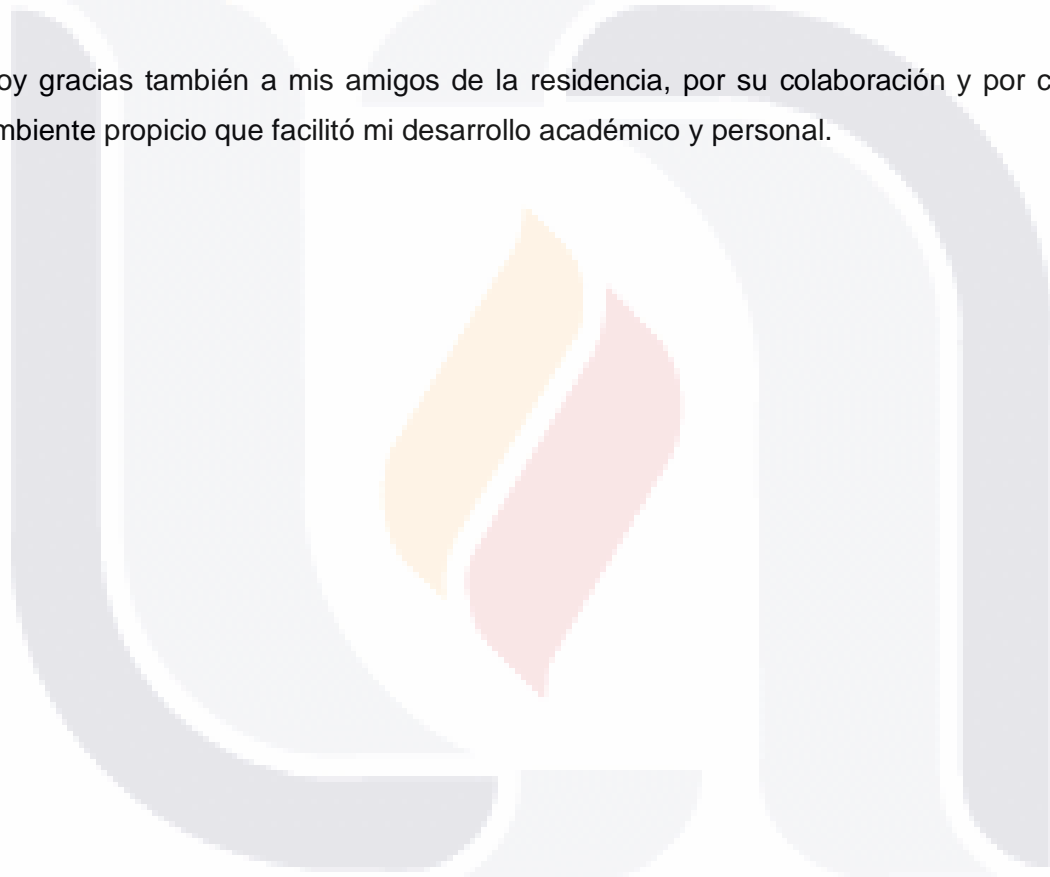 oy gracias también a mis amigos de la residencia, por su colaboración y por c
mbiente propicio que facilitó mi desarrollo académico y personal.